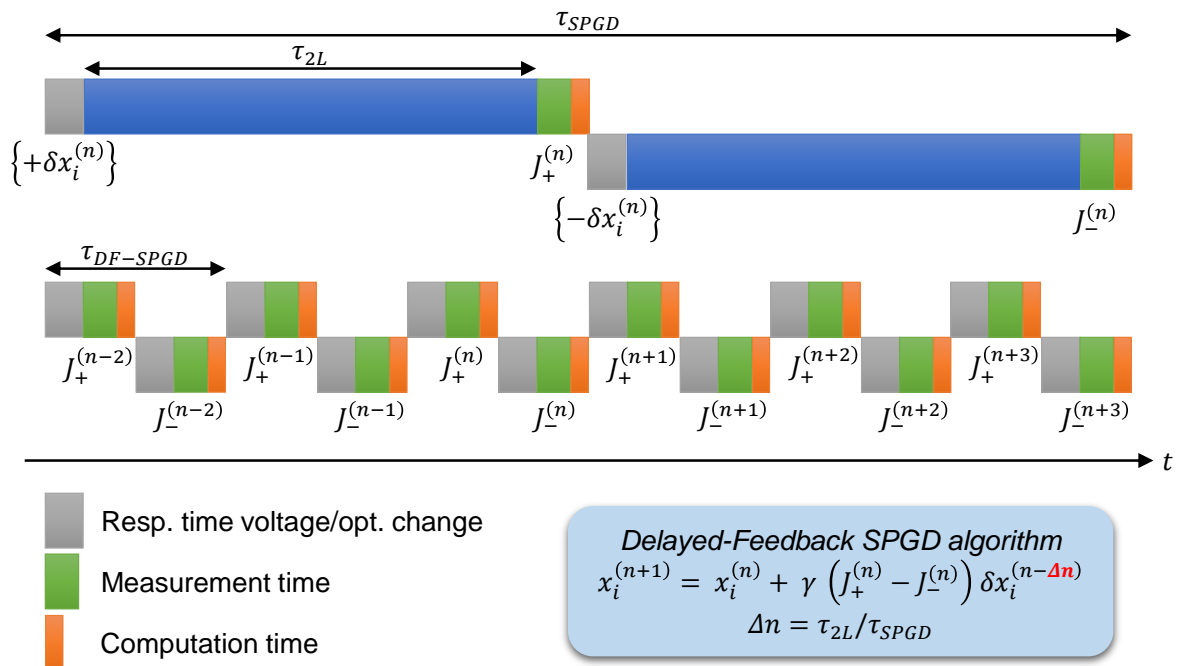 τ_SPGD
τ_2L
{+δx_i^(n)}
J_+^(n)
{−δx_i^(n)}
J_−^(n)
τ_DF−SPGD
J_+^(n−2)
J_+^(n−1)
J_+^(n)
J_+^(n+1)
J_+^(n+2)
J_+^(n+3)
J_−^(n−2)
J_−^(n−1)
J_−^(n)
J_−^(n+1)
J_−^(n+2)
J_−^(n+3)
t
Resp. time voltage/opt. change
Measurement time
Computation time
Delayed-Feedback SPGD algorithm
x_i^(n+1) = x_i^(n) + γ (J_+^(n) − J_−^(n)) δx_i^(n−Δn)
Δn = τ_2L/τ_SPGD